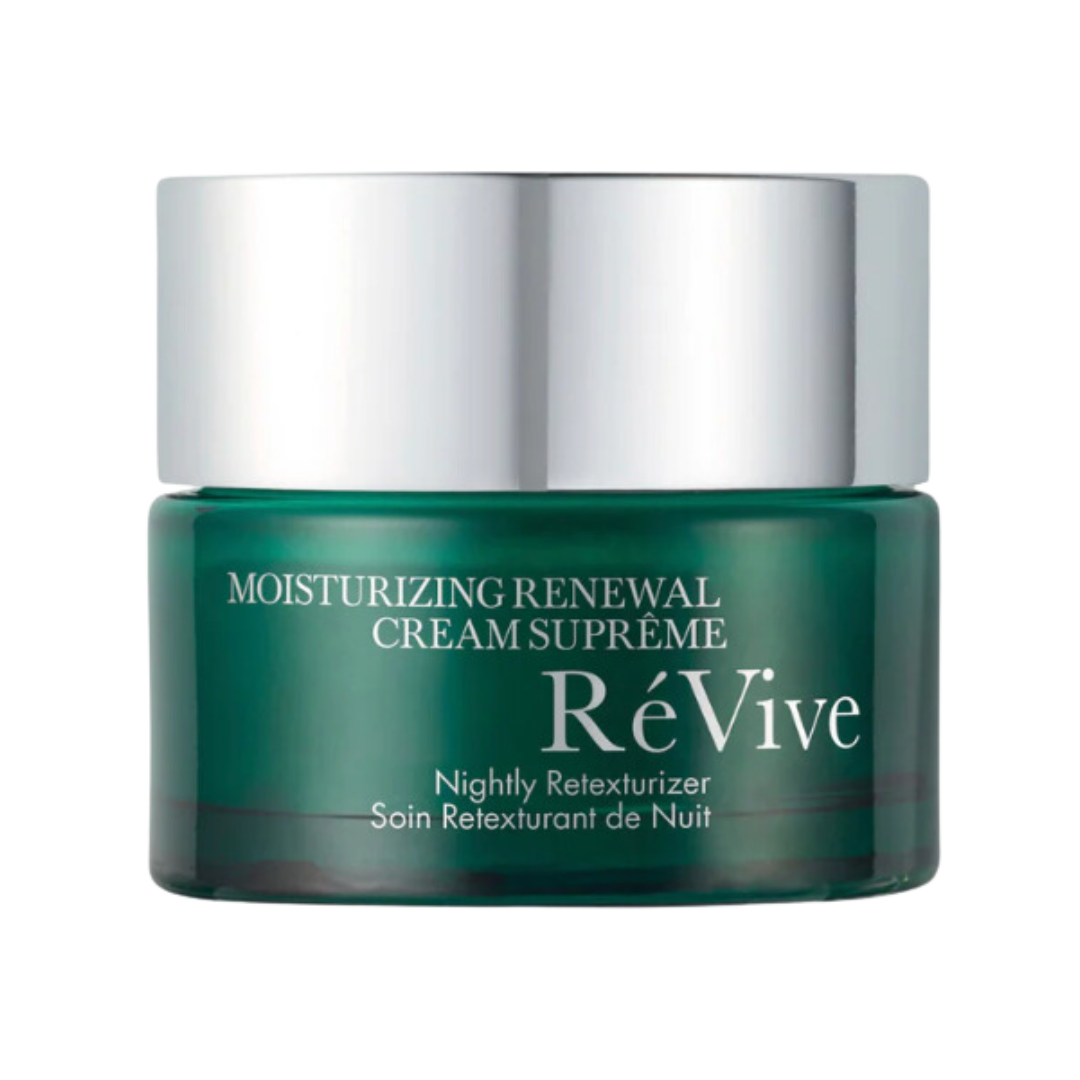 MOISTURIZING RENEWAL
CREAM SUPRÊME
RéVive
Nightly Retexturizer
Soin Retexturant de Nuit